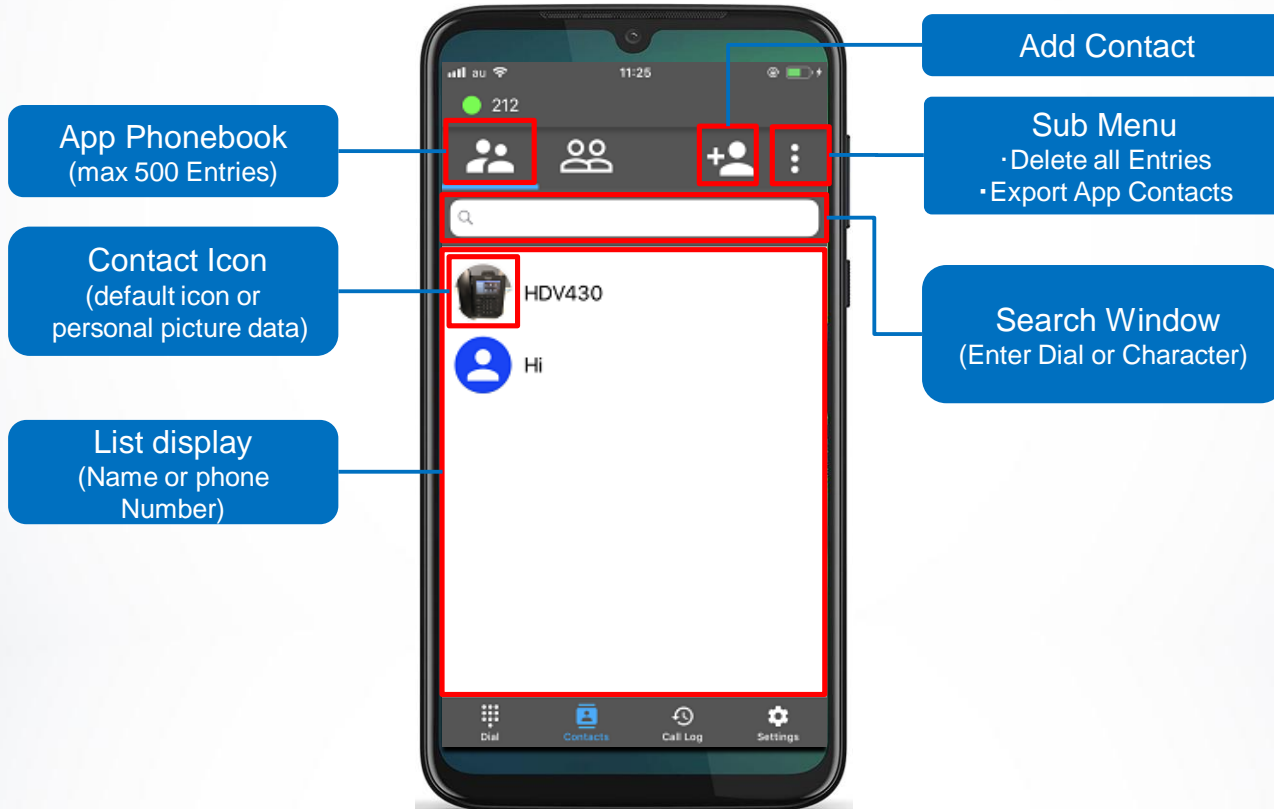 Add Contact
au 11:25
212
App Phonebook
(max 500 Entries)
Sub Menu
・Delete all Entries
・Export App Contacts
Contact Icon
(default icon or
personal picture data)
HDV430
Hi
Search Window
(Enter Dial or Character)
List display
(Name or phone
Number)
Dial Contacts Call Log Settings